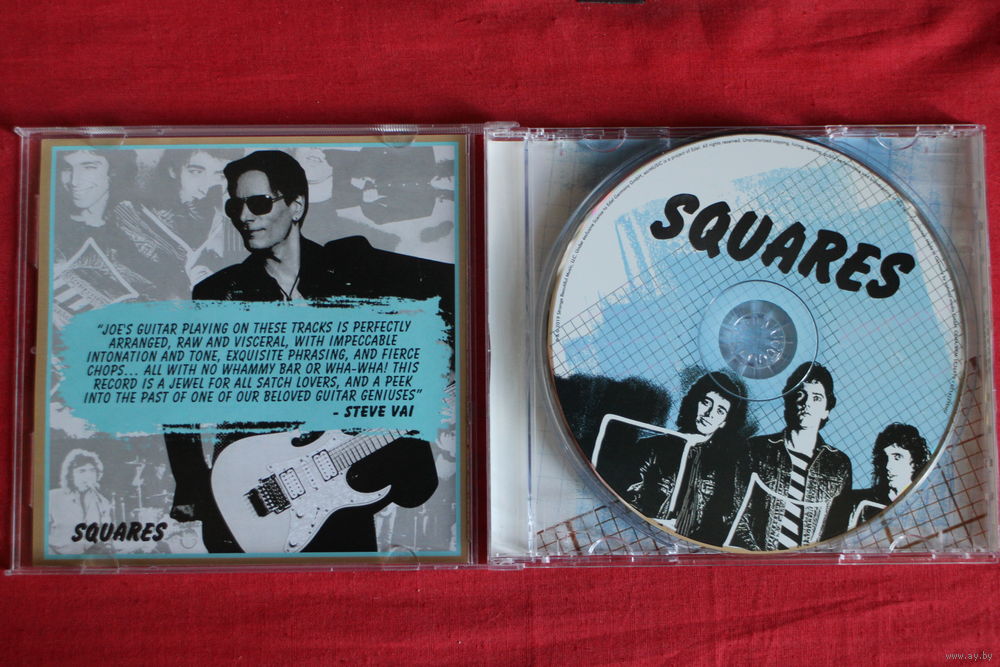 "JOE'S GUITAR PLAYING ON THESE TRACKS IS PERFECTLY
ARRANGED, RAW AND VISCERAL, WITH IMPECCABLE
INTONATION AND TONE, EXQUISITE PHRASING, AND FIERCE
CHOPS... ALL WITH NO WHAMMY BAR OR WHA-WHA! THIS
RECORD IS A JEWEL FOR ALL SATCH LOVERS, AND A PEEK
INTO THE PAST OF ONE OF OUR BELOVED GUITAR GENIUSES"
- STEVE VAI
SQUARES
SQUARES
www.ay.by